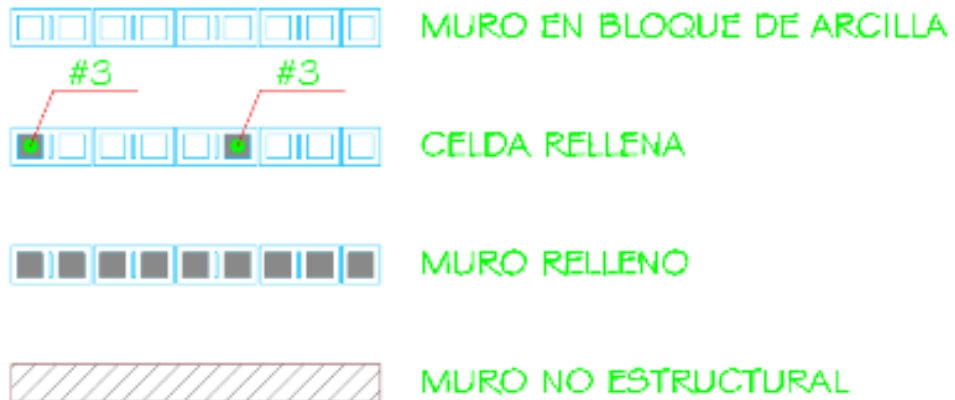 MURO EN BLOQUE DE ARCILLA
#3 #3
CELDA RELLENA
MURO RELLENO
MURO NO ESTRUCTURAL